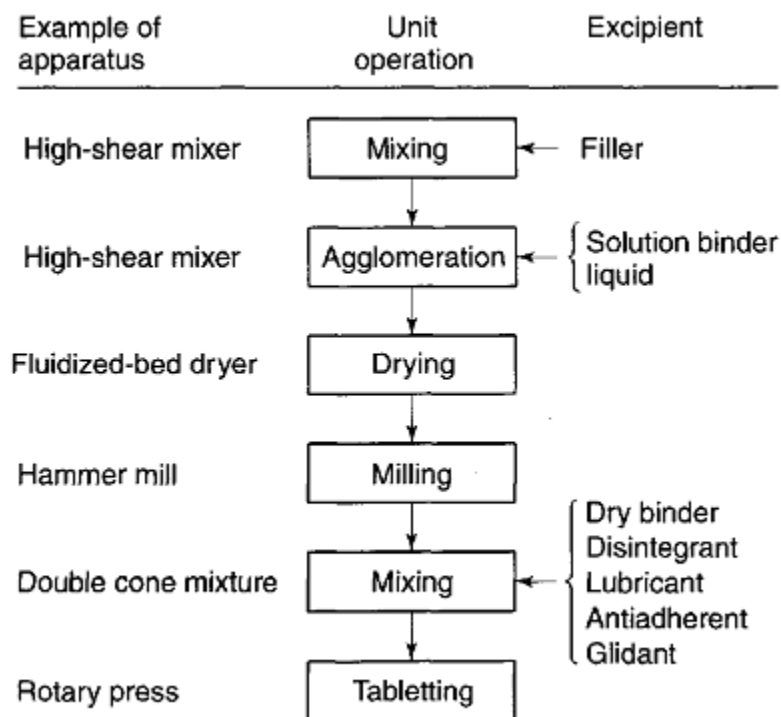 Example of apparatus
Unit operation
Excipient
High-shear mixer
Mixing
Filler
High-shear mixer
Agglomeration
Solution binder
liquid
Fluidized-bed dryer
Drying
Hammer mill
Milling
Dry binder
Disintegrant
Double cone mixture
Mixing
Lubricant
Antiadherent
Glidant
Rotary press
Tabletting